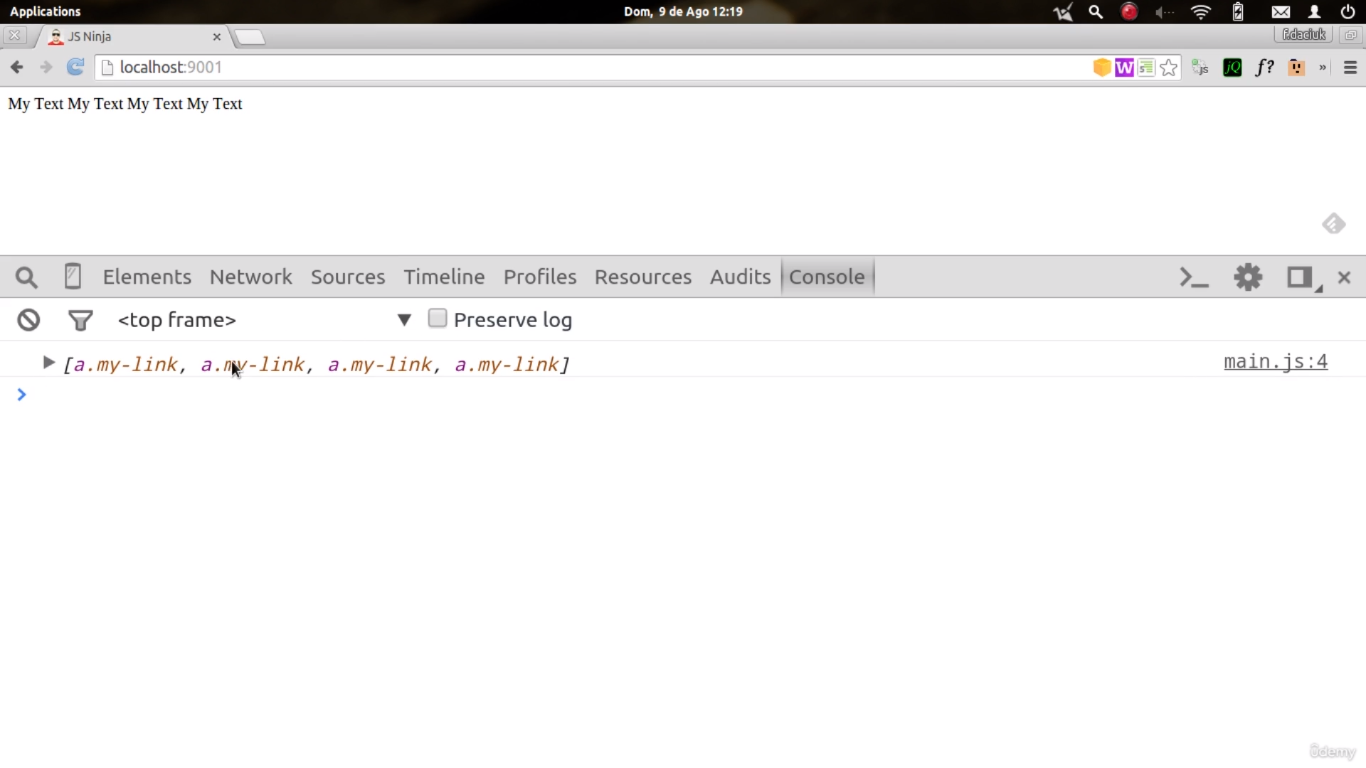 Applications
Dom, 9 de Ago 12:19
JS Ninja
f.daciuk
localhost:9001
W
js
jQ
f?
»
My Text My Text My Text My Text
Elements Network Sources Timeline Profiles Resources Audits Console
<top frame>
Preserve log
[a.my-link, a.my-link, a.my-link, a.my-link]
main.js:4
ûdemy